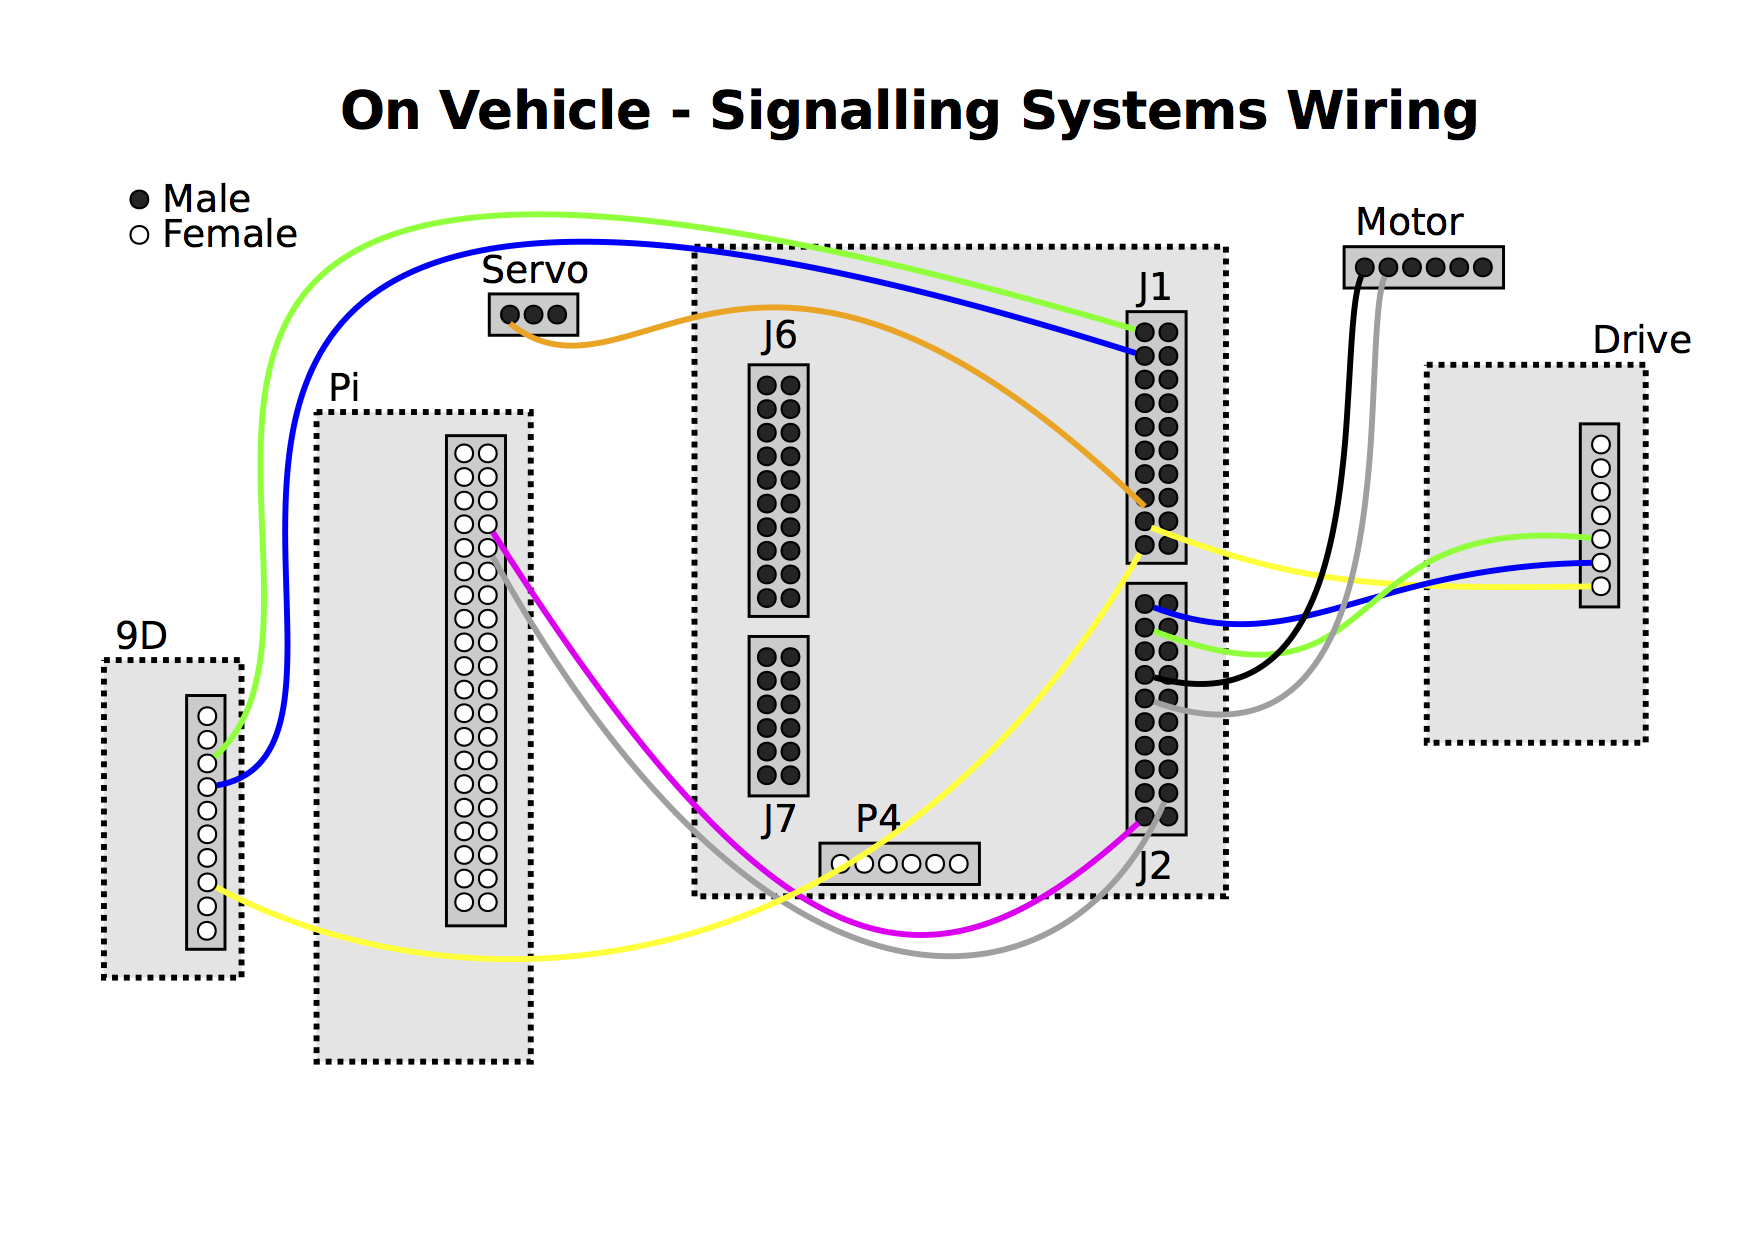 On Vehicle - Signalling Systems Wiring
Male
Female
Motor
Servo
J1
J6
Drive
Pi
9D
J7
P4
J2